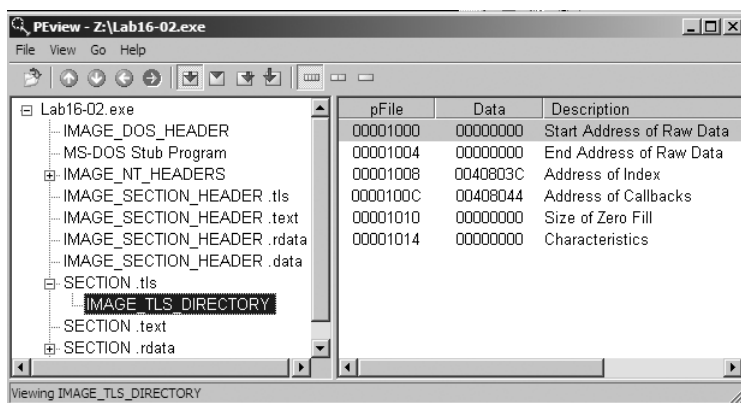 PEview - Z:\Lab16-02.exe
File View Go Help
Lab16-02.exe
IMAGE_DOS_HEADER
MS-DOS Stub Program
IMAGE_NT_HEADERS
IMAGE_SECTION_HEADER .tls
IMAGE_SECTION_HEADER .text
IMAGE_SECTION_HEADER .rdata
IMAGE_SECTION_HEADER .data
SECTION .tls
IMAGE_TLS_DIRECTORY
SECTION .text
SECTION .rdata
pFile Data Description
00001000 00000000 Start Address of Raw Data
00001004 00000000 End Address of Raw Data
00001008 0040803C Address of Index
0000100C 00408044 Address of Callbacks
00001010 00000000 Size of Zero Fill
00001014 00000000 Characteristics
Viewing IMAGE_TLS_DIRECTORY